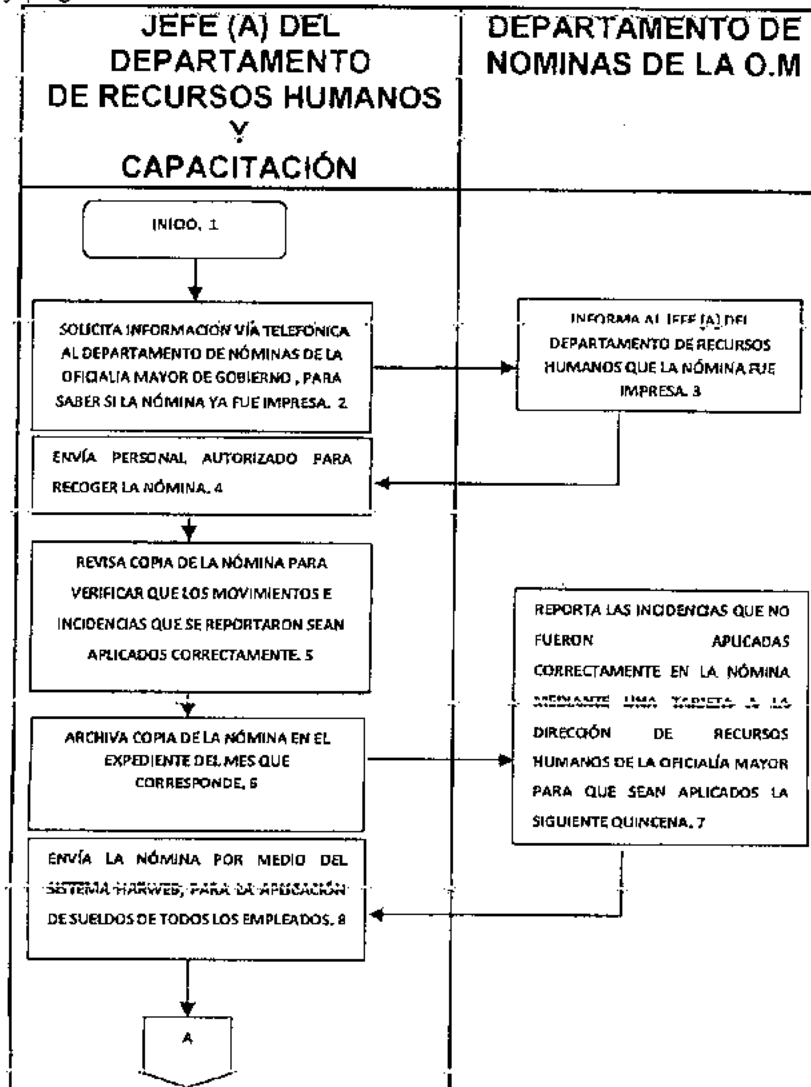 JEFE (A) DEL
DEPARTAMENTO
DE RECURSOS HUMANOS
Y
CAPACITACIÓN
DEPARTAMENTO DE
NOMINAS DE LA O.M
INICIO, 1
SOLICITA INFORMACIÓN VÍA TELEFÓNICA
AL DEPARTAMENTO DE NÓMINAS DE LA
OFICIALÍA MAYOR DE GOBIERNO , PARA
SABER SI LA NÓMINA YA FUE IMPRESA. 2
INFORMA AL JEFE (A) DEL
DEPARTAMENTO DE RECURSOS
HUMANOS QUE LA NÓMINA FUE
IMPRESA. 3
ENVÍA PERSONAL AUTORIZADO PARA
RECOGER LA NÓMINA. 4
REVISA COPIA DE LA NÓMINA PARA
VERIFICAR QUE LOS MOVIMIENTOS E
INCIDENCIAS QUE SE REPORTARON SEAN
APLICADOS CORRECTAMENTE. 5
ARCHIVA COPIA DE LA NÓMINA EN EL
EXPEDIENTE DEL MES QUE
CORRESPONDE. 6
REPORTA LAS INCIDENCIAS QUE NO
FUERON APLICADAS
CORRECTAMENTE EN LA NÓMINA
MEDIANTE UMA TARJETA A LA
DIRECCIÓN DE RECURSOS
HUMANOS DE LA OFICIALÍA MAYOR
PARA QUE SEAN APLICADOS LA
SIGUIENTE QUINCENA. 7
ENVÍA LA NÓMINA POR MEDIO DEL
SISTEMA HARWEB, PARA LA APLICACIÓN
DE SUELDOS DE TODOS LOS EMPLEADOS. 8
A